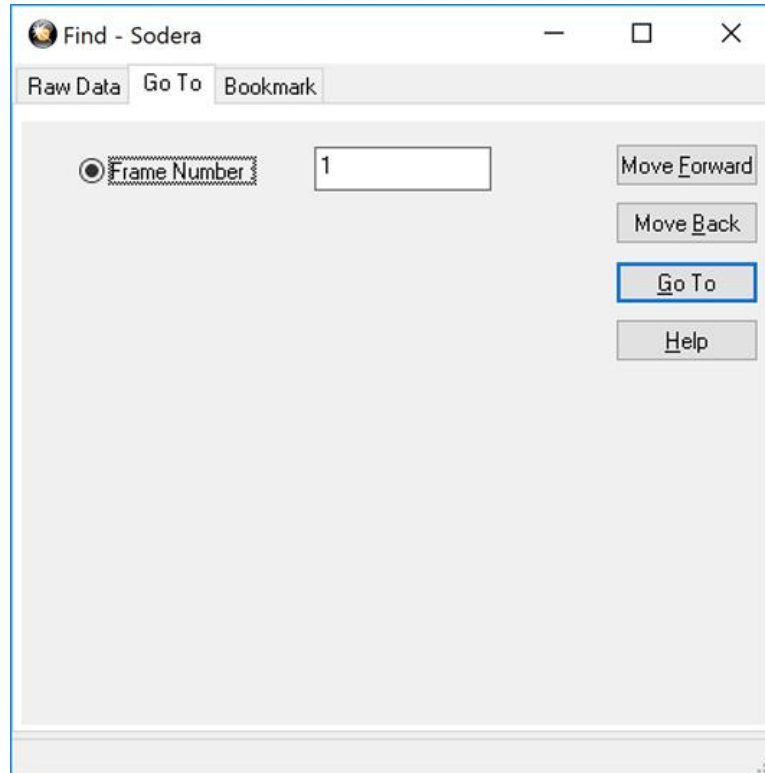 Find - Sodera
Raw Data Go To Bookmark
Frame Number : 1
Move Forward
Move Back
Go To
Help